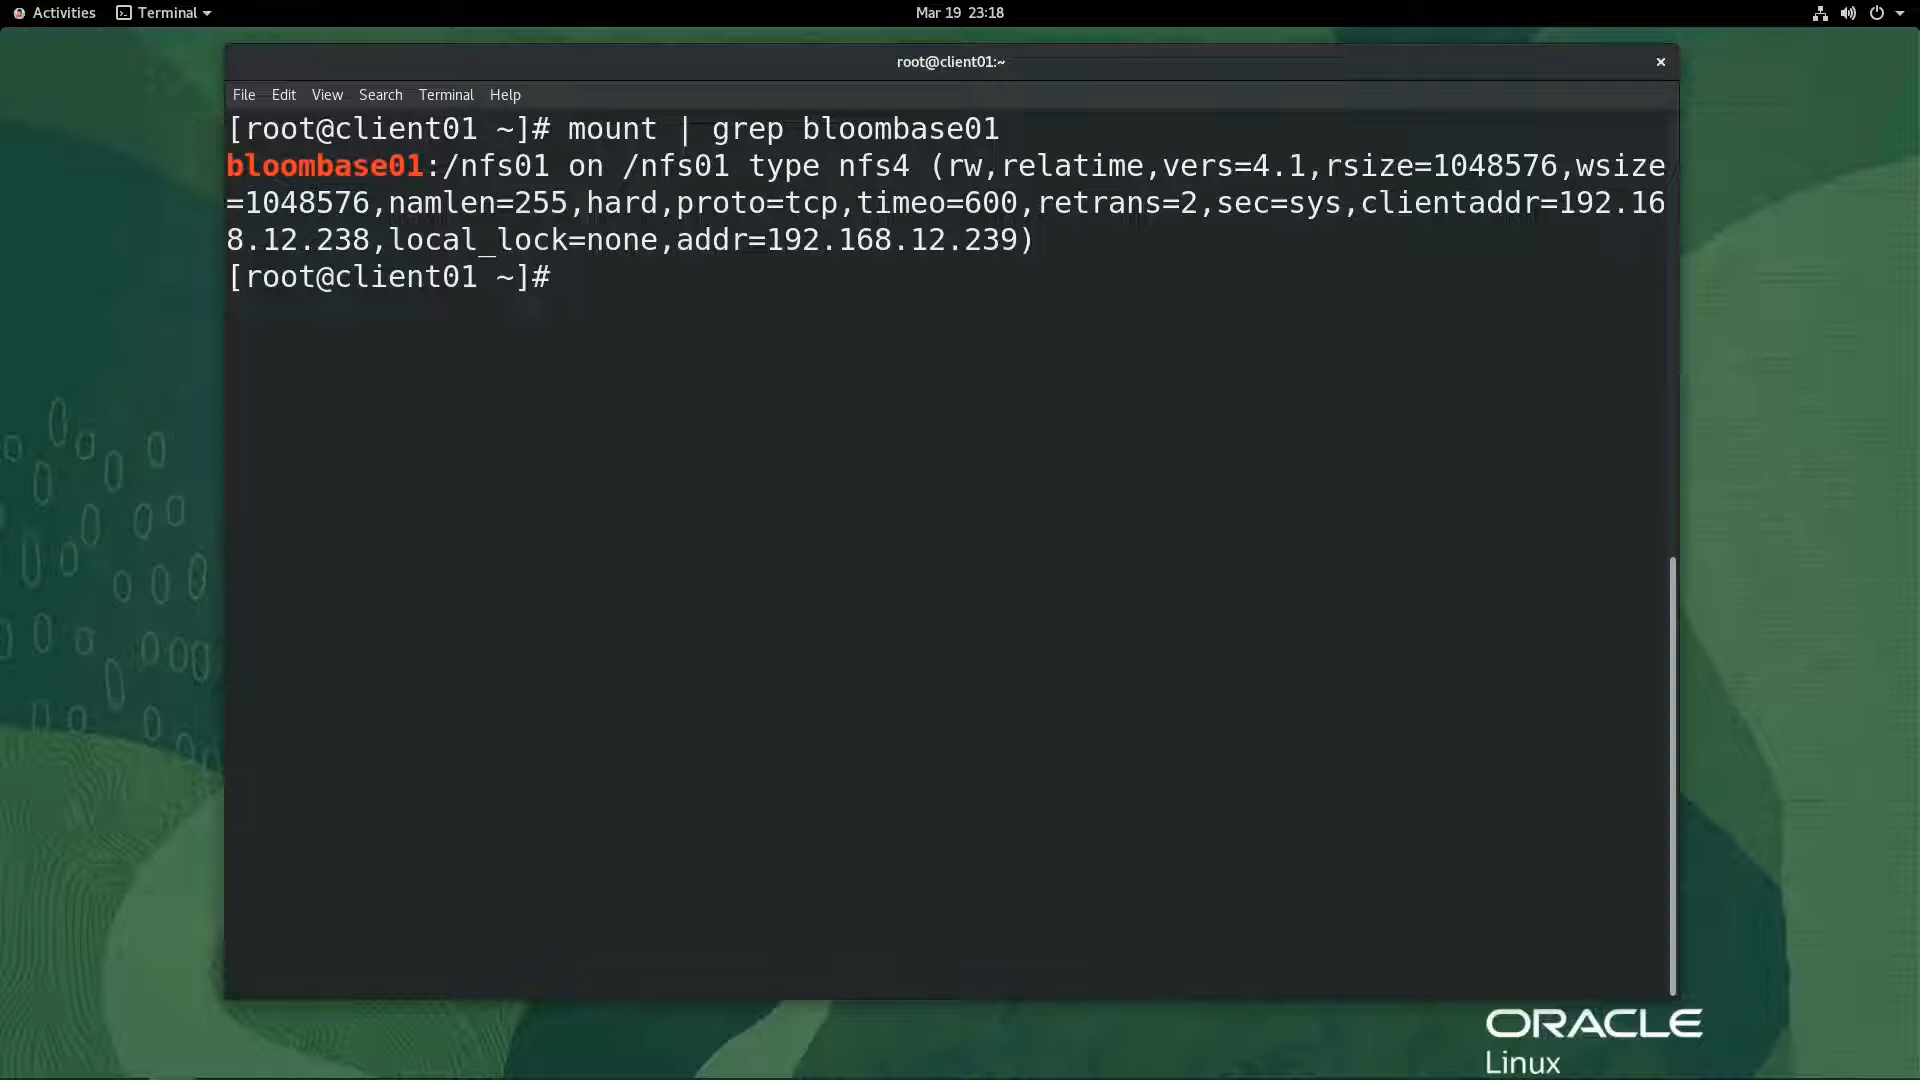 Activities Terminal Mar 19 23:18
root@client01:~ ×
File Edit View Search Terminal Help
[root@client01 ~]# mount | grep bloombase01
bloombase01:/nfs01 on /nfs01 type nfs4 (rw,relatime,vers=4.1,rsize=1048576,wsize
=1048576,namlen=255,hard,proto=tcp,timeo=600,retrans=2,sec=sys,clientaddr=192.16
8.12.238,local_lock=none,addr=192.168.12.239)
[root@client01 ~]#
ORACLE
Linux